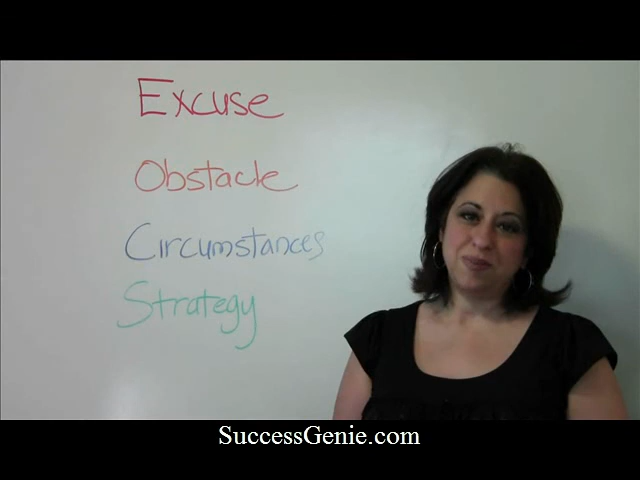 Excuse
Obstacle
Circumstances
Strategy
SuccessGenie.com